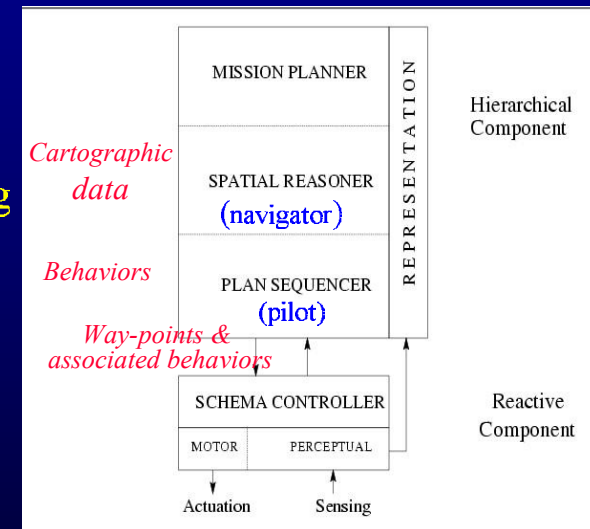 MISSION PLANNER
REPRESENTATION
Hierarchical
Component
Cartographic
data
g
SPATIAL REASONER
(navigator)
Behaviors
PLAN SEQUENCER
(pilot)
Way-points &
associated behaviors
SCHEMA CONTROLLER
Reactive
Component
MOTOR
PERCEPTUAL
Actuation
Sensing